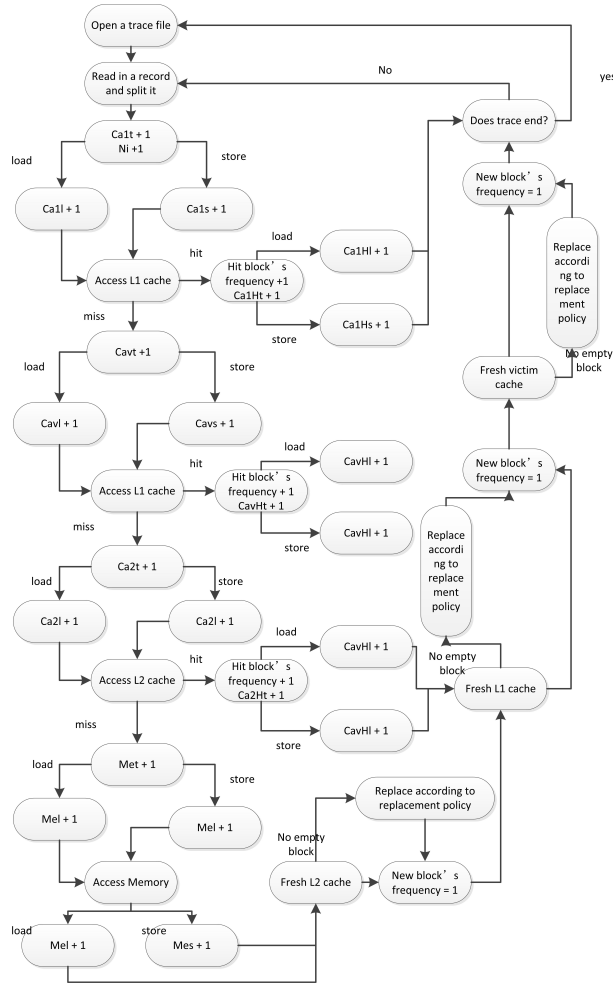 Open a trace file
Read in a record
and split it
No
yes
Ca1t + 1
Ni +1
Does trace end?
load
store
Ca1l + 1
Ca1s + 1
New block's
frequency = 1
Access L1 cache
hit
Hit block's
frequency +1
Ca1Ht + 1
load
Ca1Hl + 1
store
Ca1Hs + 1
Replace
accordi
ng to
replace
ment
policy
miss
Cavt +1
No empty
block
Fresh victim
cache
load
store
Cavl + 1
Cavs + 1
Access L1 cache
hit
Hit block's
frequency + 1
CavHt + 1
load
CavHl + 1
store
CavHl + 1
New block's
frequency = 1
miss
Ca2t + 1
Replace
accordi
ng to
replace
ment
policy
load
store
Ca2l + 1
Ca2l + 1
Access L2 cache
hit
Hit block's
frequency + 1
Ca2Ht + 1
load
CavHl + 1
store
CavHl + 1
No empty
block
Fresh L1 cache
miss
Met + 1
load
store
Mel + 1
Mel + 1
Replace according to
replacement policy
No empty
block
Access Memory
Fresh L2 cache
New block's
frequency = 1
load
Mel + 1
store
Mes + 1